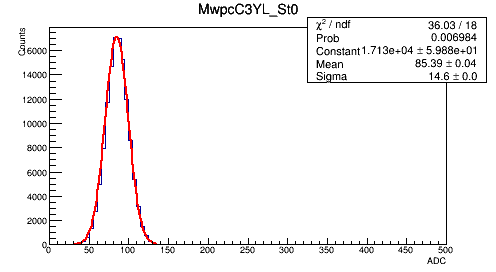 MwpcC3YL_St0
χ² / ndf 36.03 / 18
Prob 0.006984
Constant 1.713e+04 ± 5.988e+01
Mean 85.39 ± 0.04
Sigma 14.6 ± 0.0
Counts
16000
14000
12000
10000
8000
6000
4000
2000
0
0 50 100 150 200 250 300 350 400 450 500
ADC